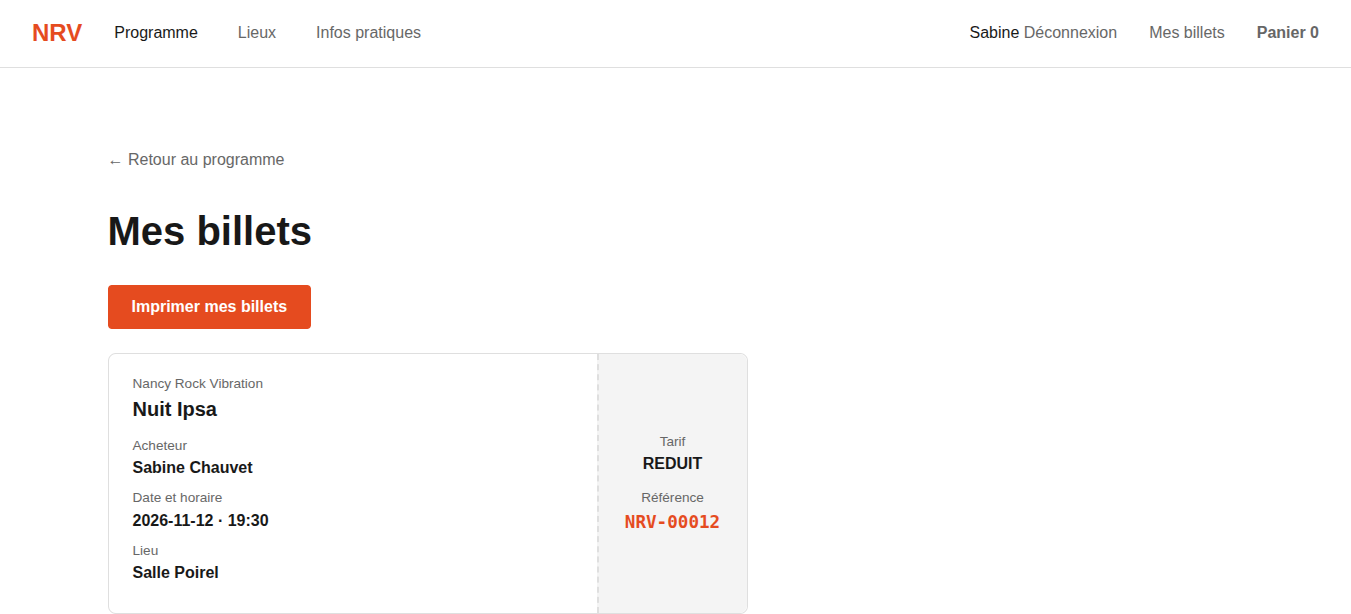 NRV Programme Lieux Infos pratiques Sabine Déconnexion Mes billets Panier 0
← Retour au programme
Mes billets
Imprimer mes billets
Nancy Rock Vibration
Nuit Ipsa
Acheteur
Sabine Chauvet
Date et horaire
2026-11-12 · 19:30
Lieu
Salle Poirel
Tarif
REDUIT
Référence
NRV-00012